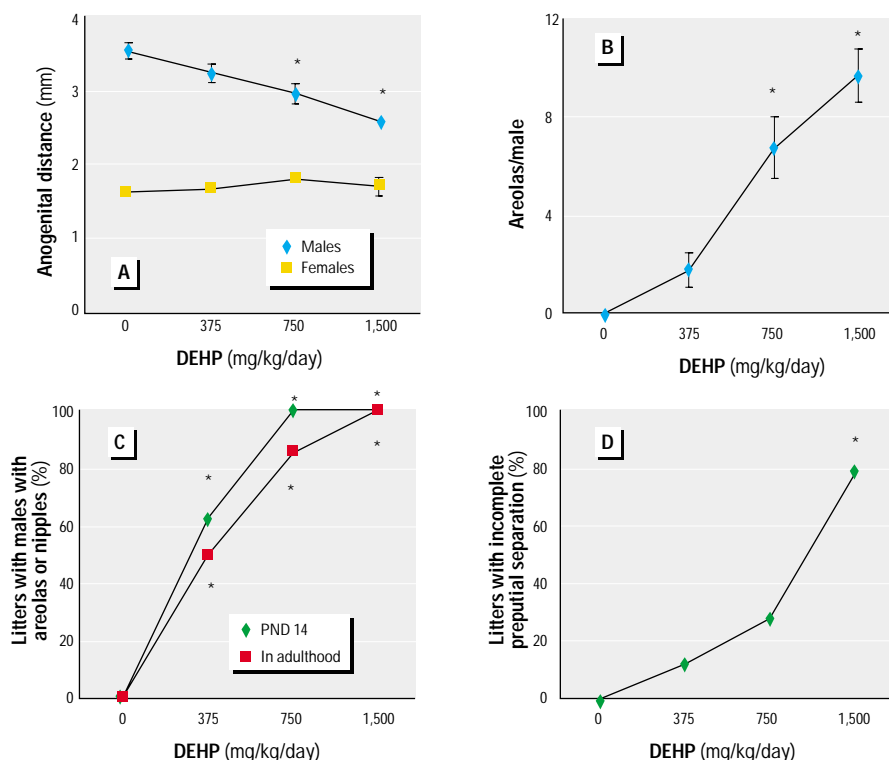 A
Anogenital distance (mm)
4
3
2
1
0
*
*
Males
Females
0 375 750 1,500
DEHP (mg/kg/day)
B
Areolas/male
12
8
4
0
*
*
0 375 750 1,500
DEHP (mg/kg/day)
C
Litters with males with
areolas or nipples (%)
100
80
60
40
20
0
*
*
*
*
*
*
PND 14
In adulthood
0 375 750 1,500
DEHP (mg/kg/day)
D
Litters with incomplete
preputial separation (%)
100
80
60
40
20
0
*
0 375 750 1,500
DEHP (mg/kg/day)